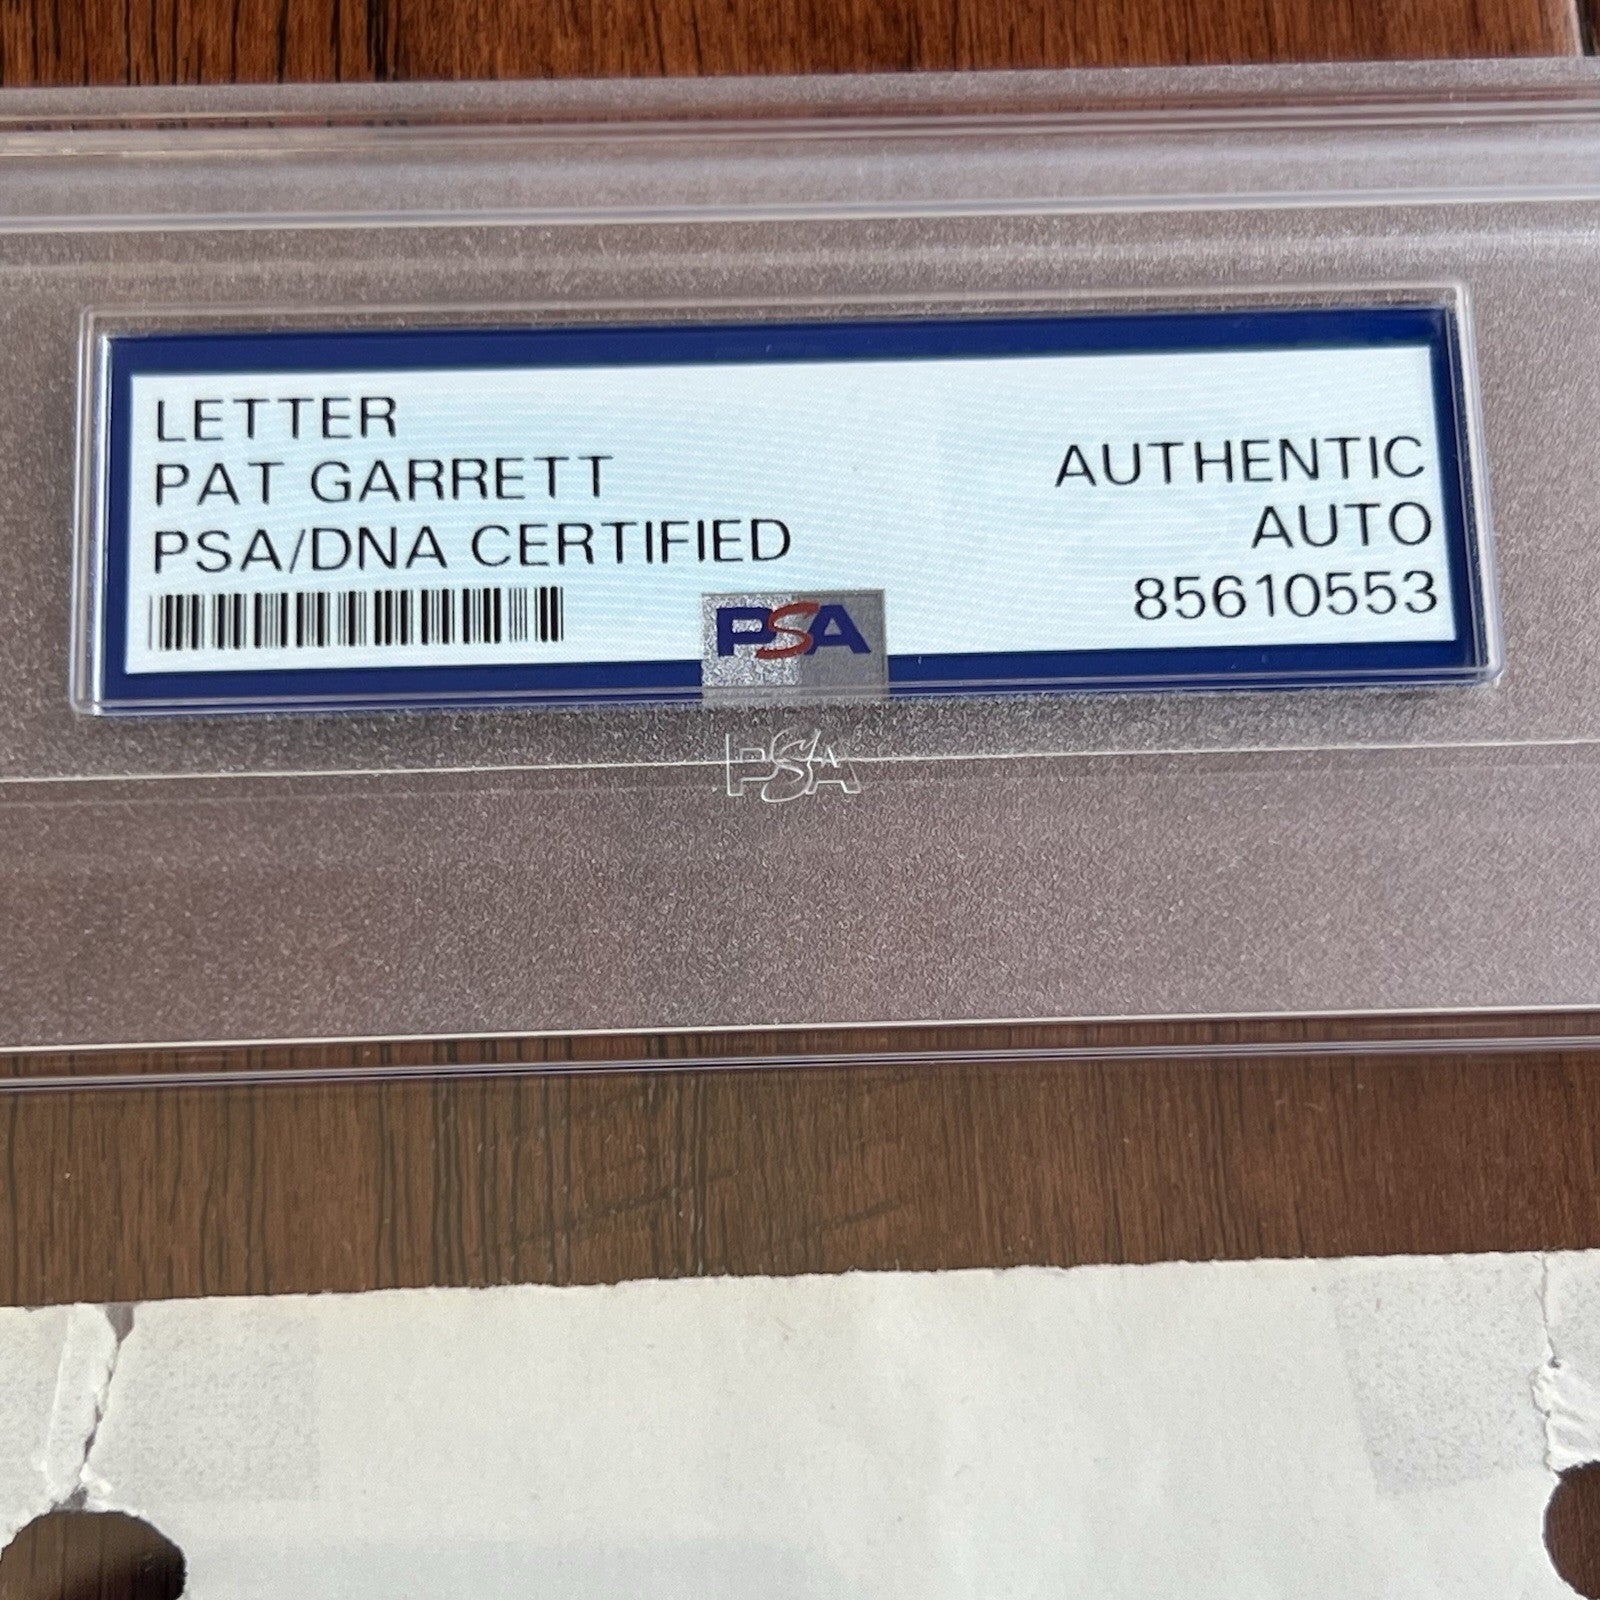 LETTER
PAT GARRETT
PSA/DNA CERTIFIED
AUTHENTIC
AUTO
85610553
PSA
PSA